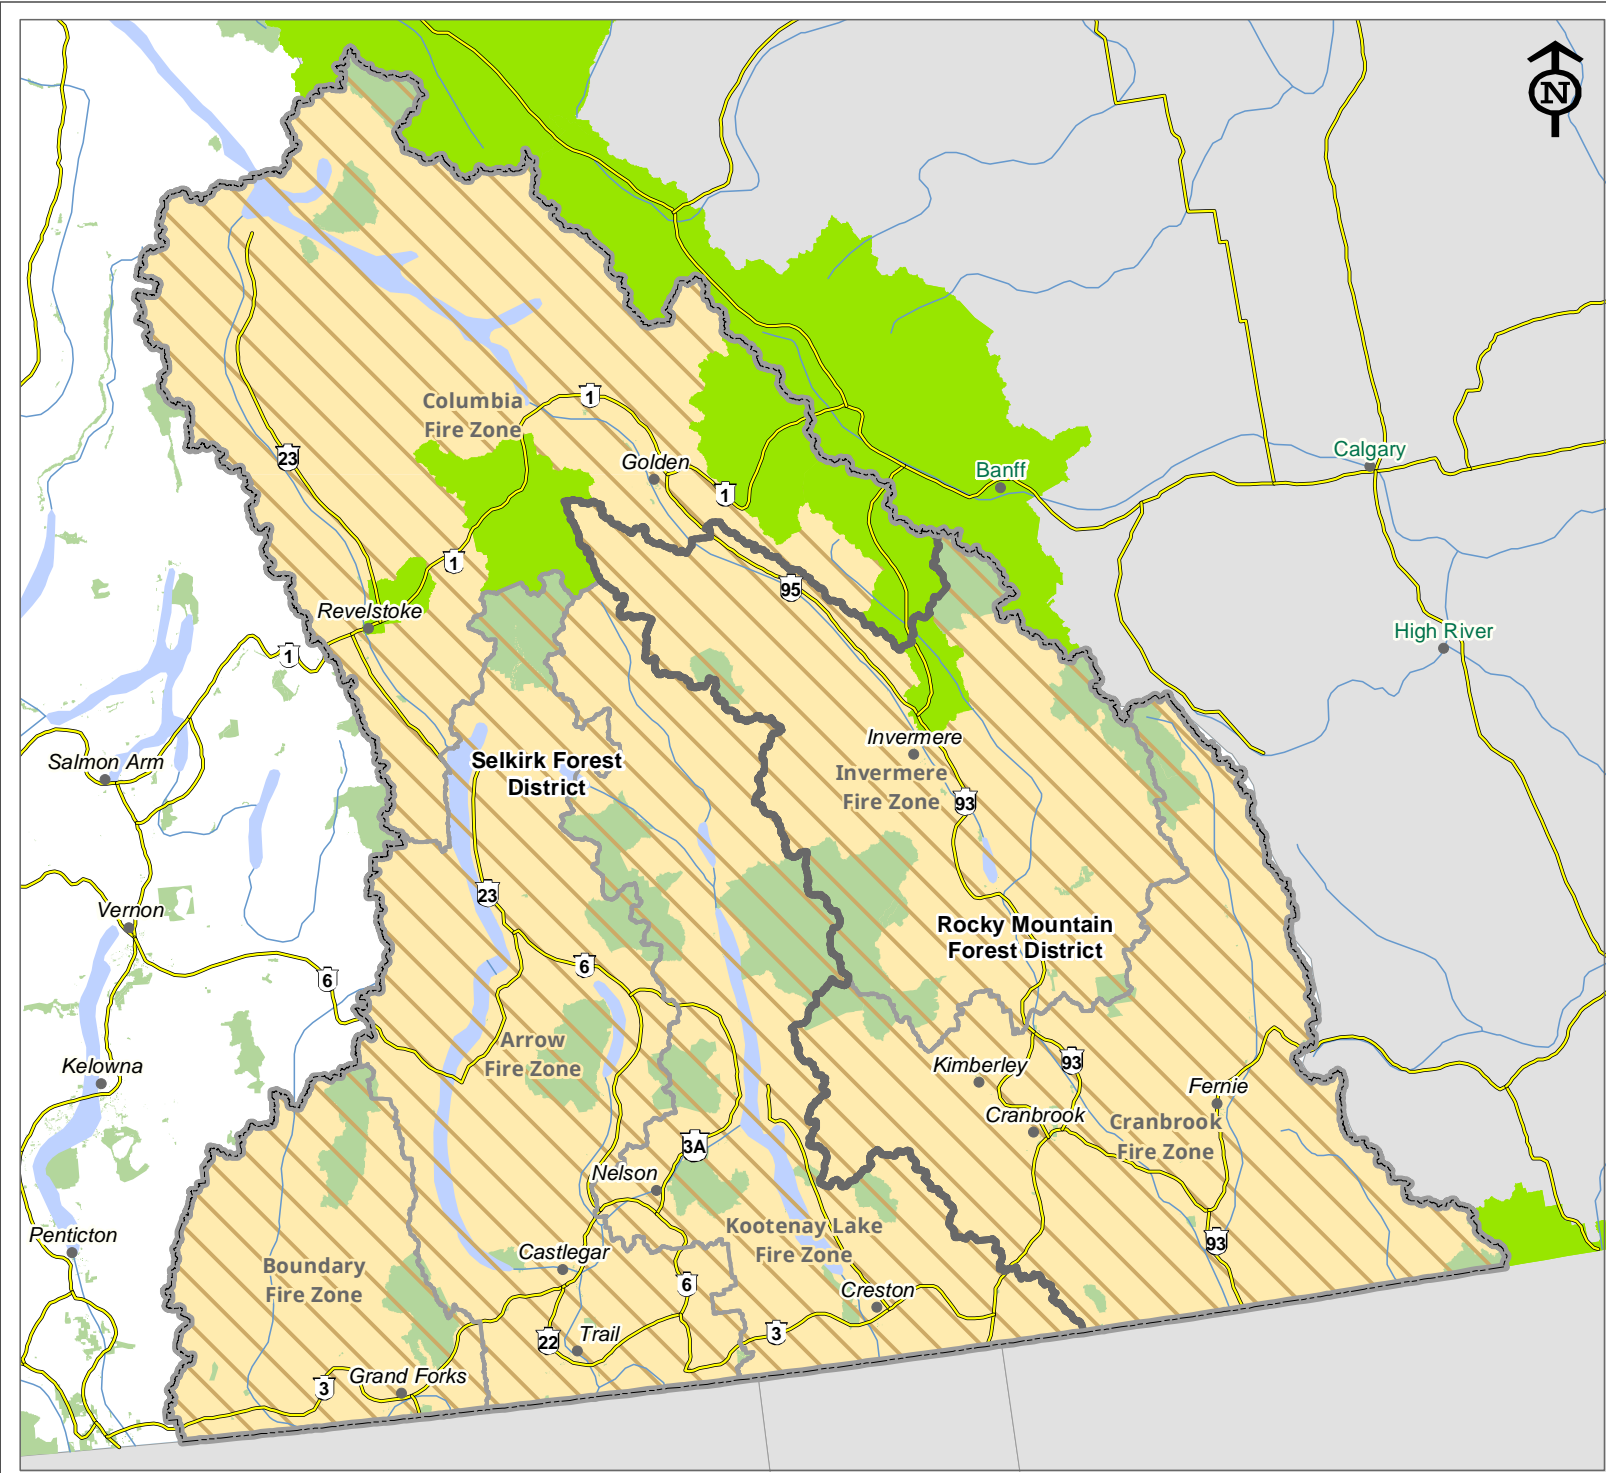 N
Columbia
Fire Zone
1
23
Golden
1
Banff
Calgary
1
95
Revelstoke
1
High River
Invermere
Salmon Arm
Selkirk Forest
District
Invermere
Fire Zone
93
23
Vernon
Rocky Mountain
Forest District
6
6
Arrow
Fire Zone
Kelowna
Kimberley
93
Fernie
Cranbrook
Cranbrook
Fire Zone
3A
Nelson
Penticton
Kootenay Lake
Fire Zone
93
Boundary
Fire Zone
Castlegar
6
Creston
22
Trail
3
Grand Forks
3